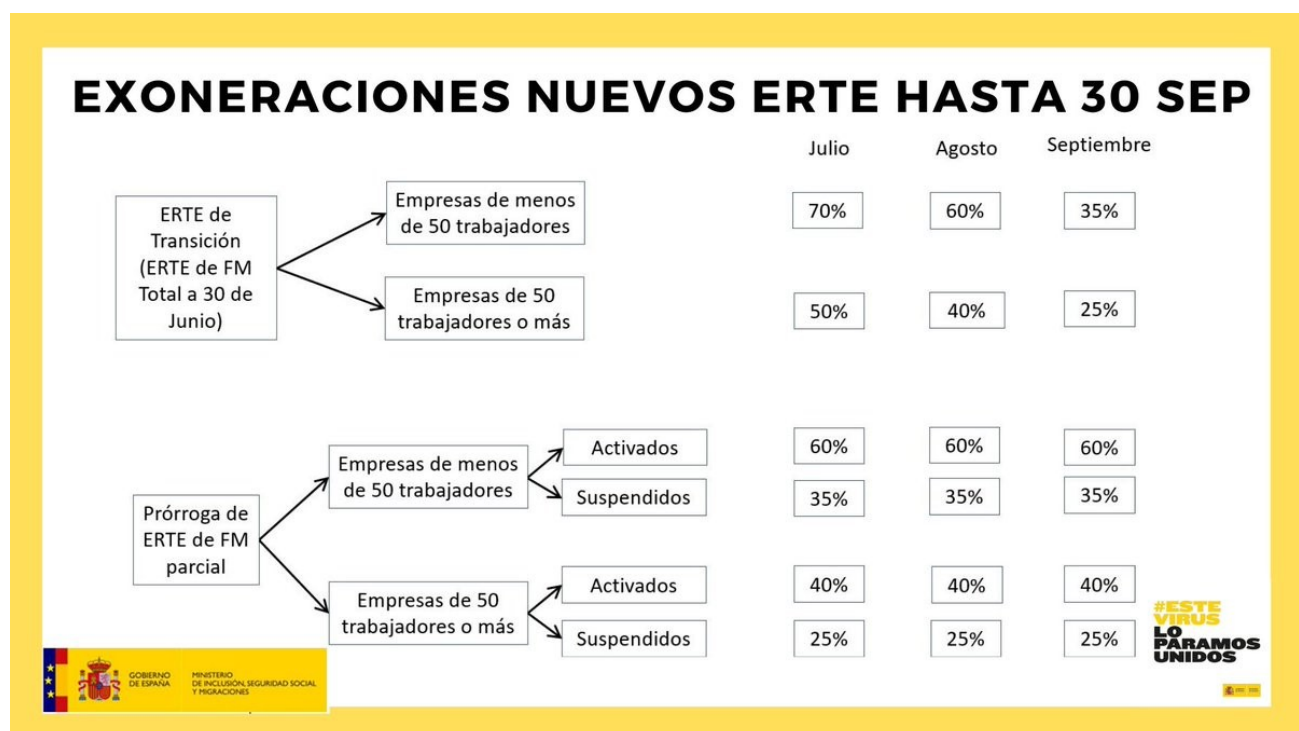 EXONERACIONES NUEVOS ERTE HASTA 30 SEP
Julio Agosto Septiembre
ERTE de
Transición
(ERTE de FM
Total a 30 de
Junio)
Empresas de menos
de 50 trabajadores
70% 60% 35%
Empresas de 50
trabajadores o más
50% 40% 25%
Prórroga de
ERTE de FM
parcial
Empresas de menos
de 50 trabajadores
Activados
60% 60% 60%
Suspendidos
35% 35% 35%
Empresas de 50
trabajadores o más
Activados
40% 40% 40%
Suspendidos
25% 25% 25%
#ESTE
VIRUS
LO
PARAMOS
UNIDOS
GOBIERNO
DE ESPAÑA
MINISTERIO
DE INCLUSIÓN, SEGURIDAD SOCIAL
Y MIGRACIONES